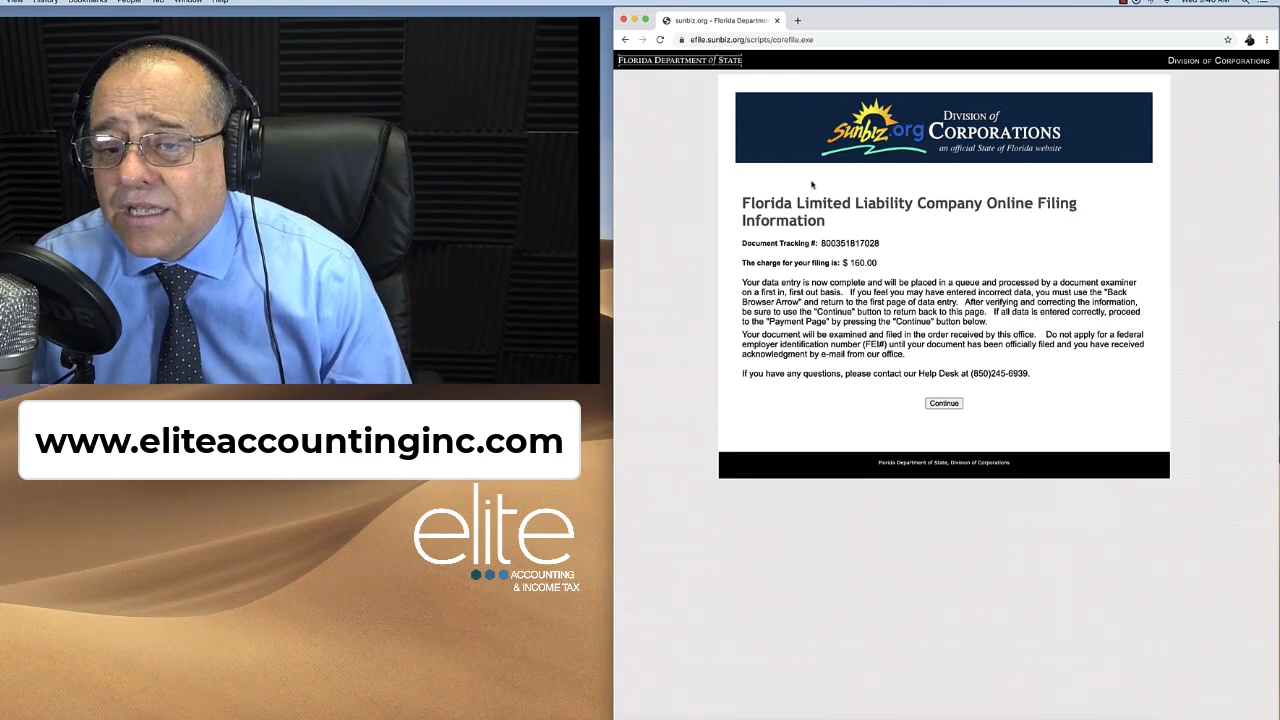 View History Bookmarks People Tab Window Help
sunbiz.org - Florida Departme
efile.sunbiz.org/scripts/corefile.exe
FLORIDA DEPARTMENT of STATE
DIVISION OF CORPORATIONS
sunbiz.org
DIVISION of
CORPORATIONS
an official State of Florida website
Florida Limited Liability Company Online Filing
Information
Document Tracking #: 800351817028
The charge for your filing is: $ 160.00
Your data entry is now complete and will be placed in a queue and processed by a document examiner
on a first in, first out basis. If you feel you may have entered incorrect data, you must use the "Back
Browser Arrow" and return to the first page of data entry. After verifying and correcting the information,
be sure to use the "Continue" button to return back to this page. If all data is entered correctly, proceed
to the "Payment Page" by pressing the "Continue" button below.
Your document will be examined and filed in the order received by this office. Do not apply for a federal
employer identification number (FEI#) until your document has been officially filed and you have received
acknowledgment by e-mail from our office.
If you have any questions, please contact our Help Desk at (850)245-6939.
Continue
Florida Department of State, Division of Corporations
www.eliteaccountinginc.com
elite
ACCOUNTING
& INCOME TAX